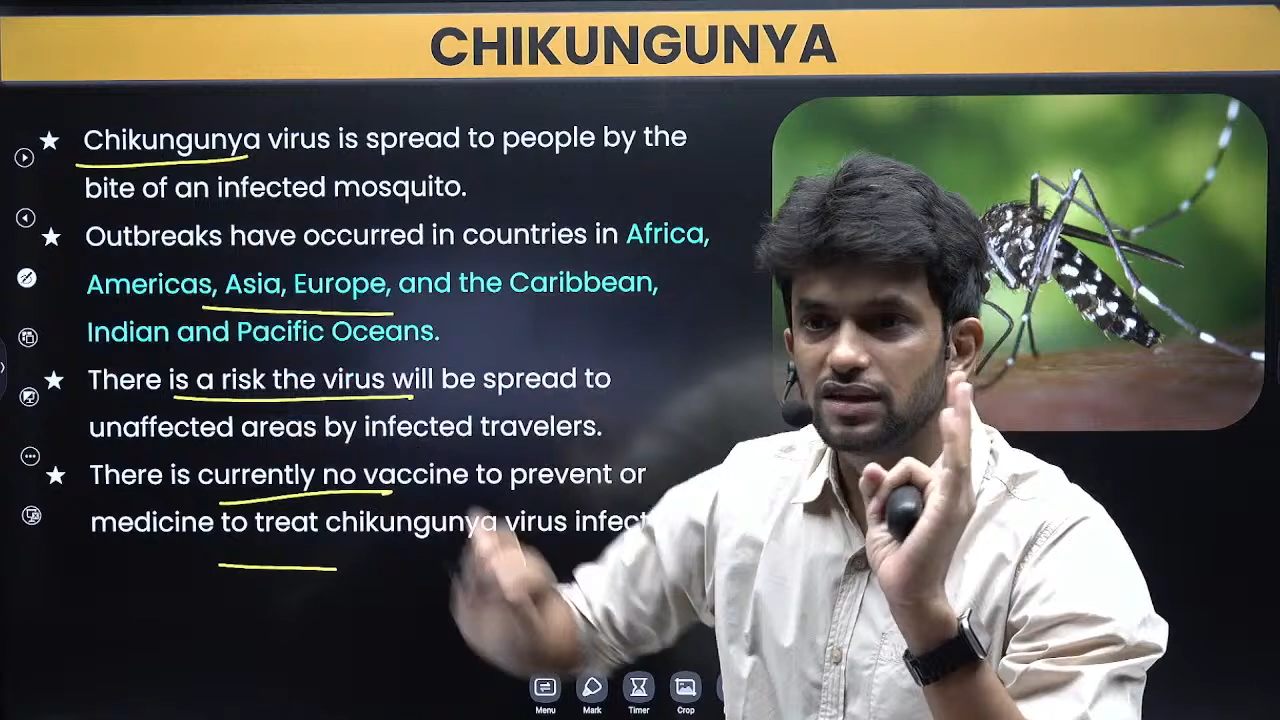 CHIKUNGUNYA
Chikungunya virus is spread to people by the
bite of an infected mosquito.
Outbreaks have occurred in countries in Africa,
Americas, Asia, Europe, and the Caribbean,
Indian and Pacific Oceans.
There is a risk the virus will be spread to
unaffected areas by infected travelers.
There is currently no vaccine to prevent or
medicine to treat chikungunya virus
Menu Mark Timer Crop